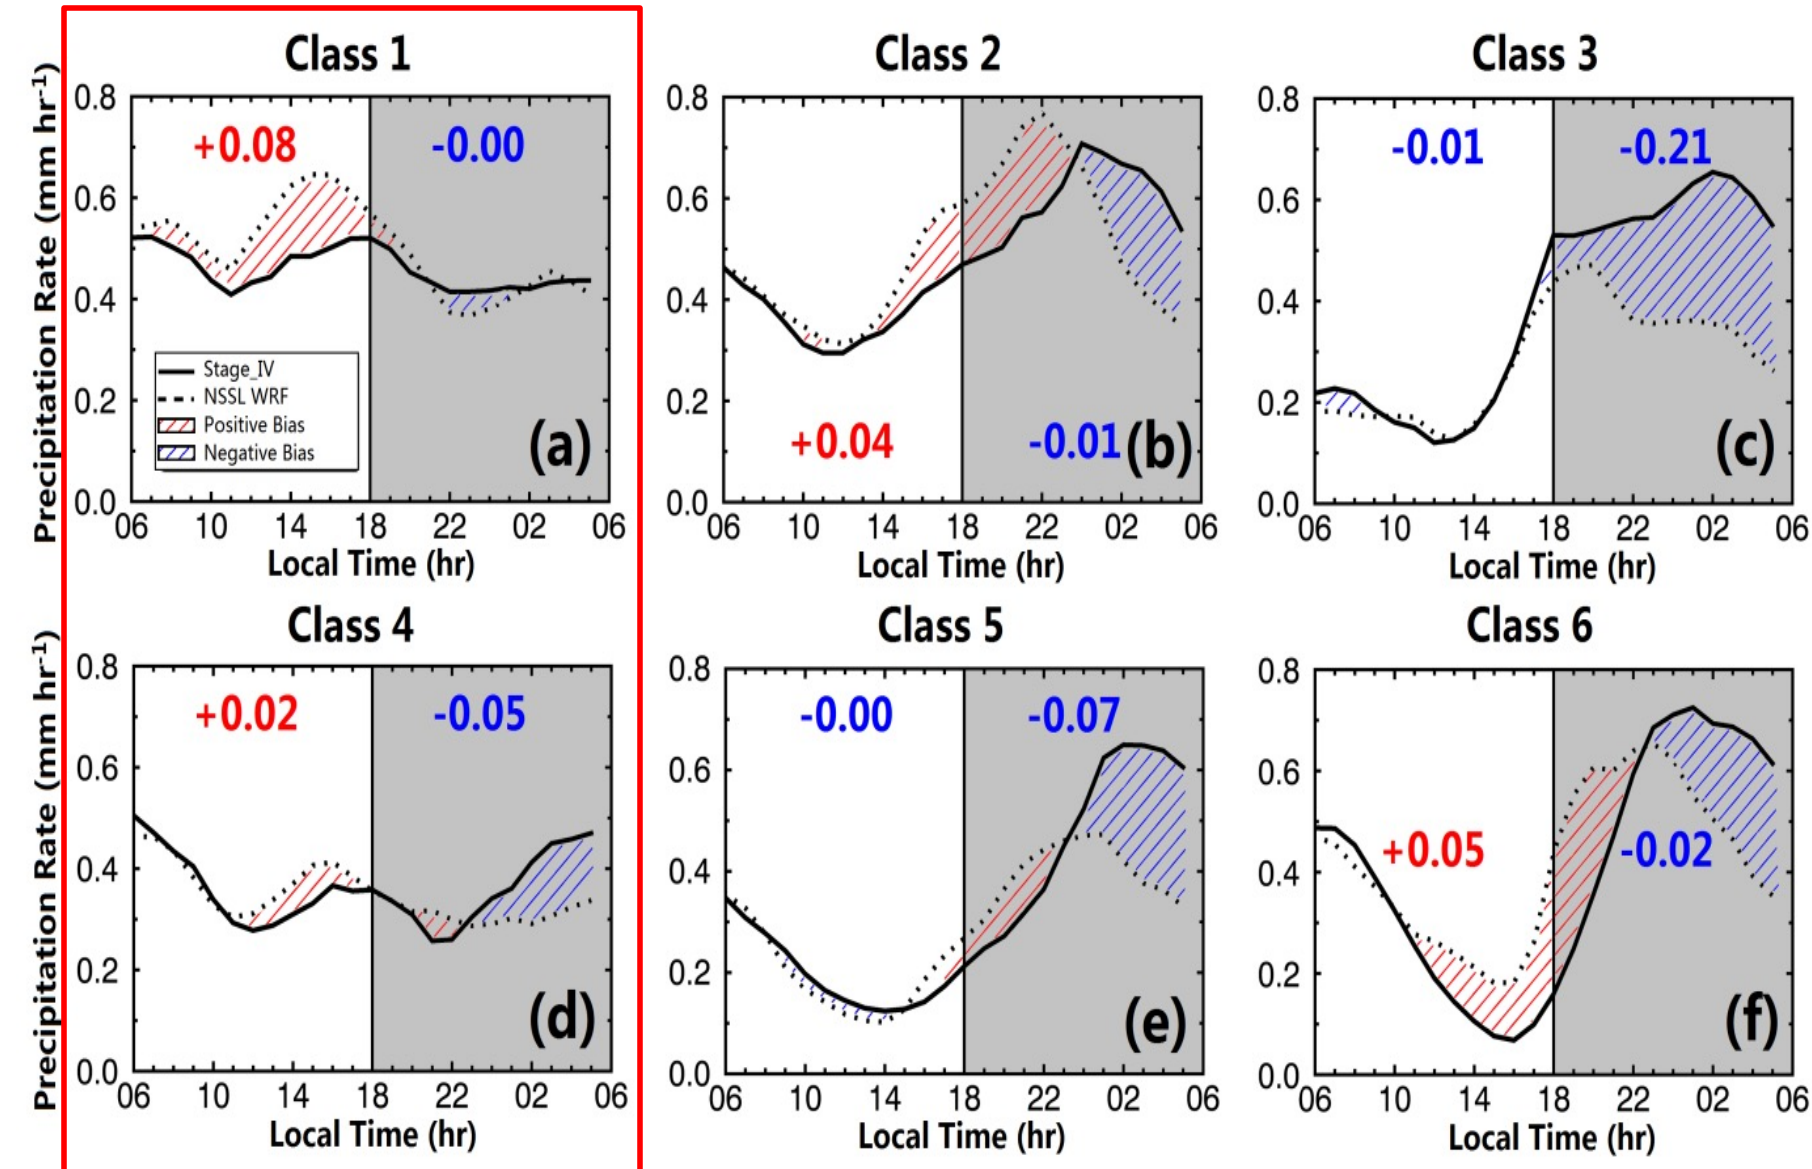 Class 1
Class 2
Class 3
Precipitation Rate (mm hr⁻¹)
0.8
0.6
0.4
0.2
0.0
+0.08
-0.00
Stage_IV
NSSL WRF
Positive Bias
Negative Bias
(a)
06 10 14 18 22 02 06
Local Time (hr)
0.8
0.6
0.4
0.2
0.0
+0.04
-0.01
(b)
06 10 14 18 22 02 06
Local Time (hr)
0.8
0.6
0.4
0.2
0.0
-0.01
-0.21
(c)
06 10 14 18 22 02 06
Local Time (hr)
Class 4
Class 5
Class 6
Precipitation Rate (mm hr⁻¹)
0.8
0.6
0.4
0.2
0.0
+0.02
-0.05
(d)
06 10 14 18 22 02 06
Local Time (hr)
0.8
0.6
0.4
0.2
0.0
-0.00
-0.07
(e)
06 10 14 18 22 02 06
Local Time (hr)
0.8
0.6
0.4
0.2
0.0
+0.05
-0.02
(f)
06 10 14 18 22 02 06
Local Time (hr)